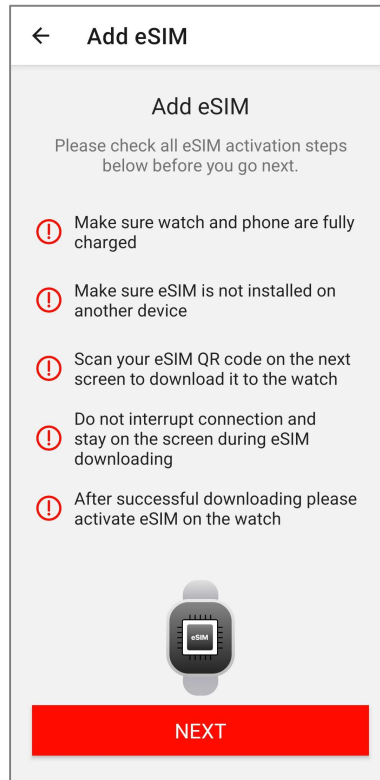 Add eSIM
Add eSIM
Please check all eSIM activation steps
below before you go next.
Make sure watch and phone are fully
charged
Make sure eSIM is not installed on
another device
Scan your eSIM QR code on the next
screen to download it to the watch
Do not interrupt connection and
stay on the screen during eSIM
downloading
After successful downloading please
activate eSIM on the watch
eSIM
NEXT